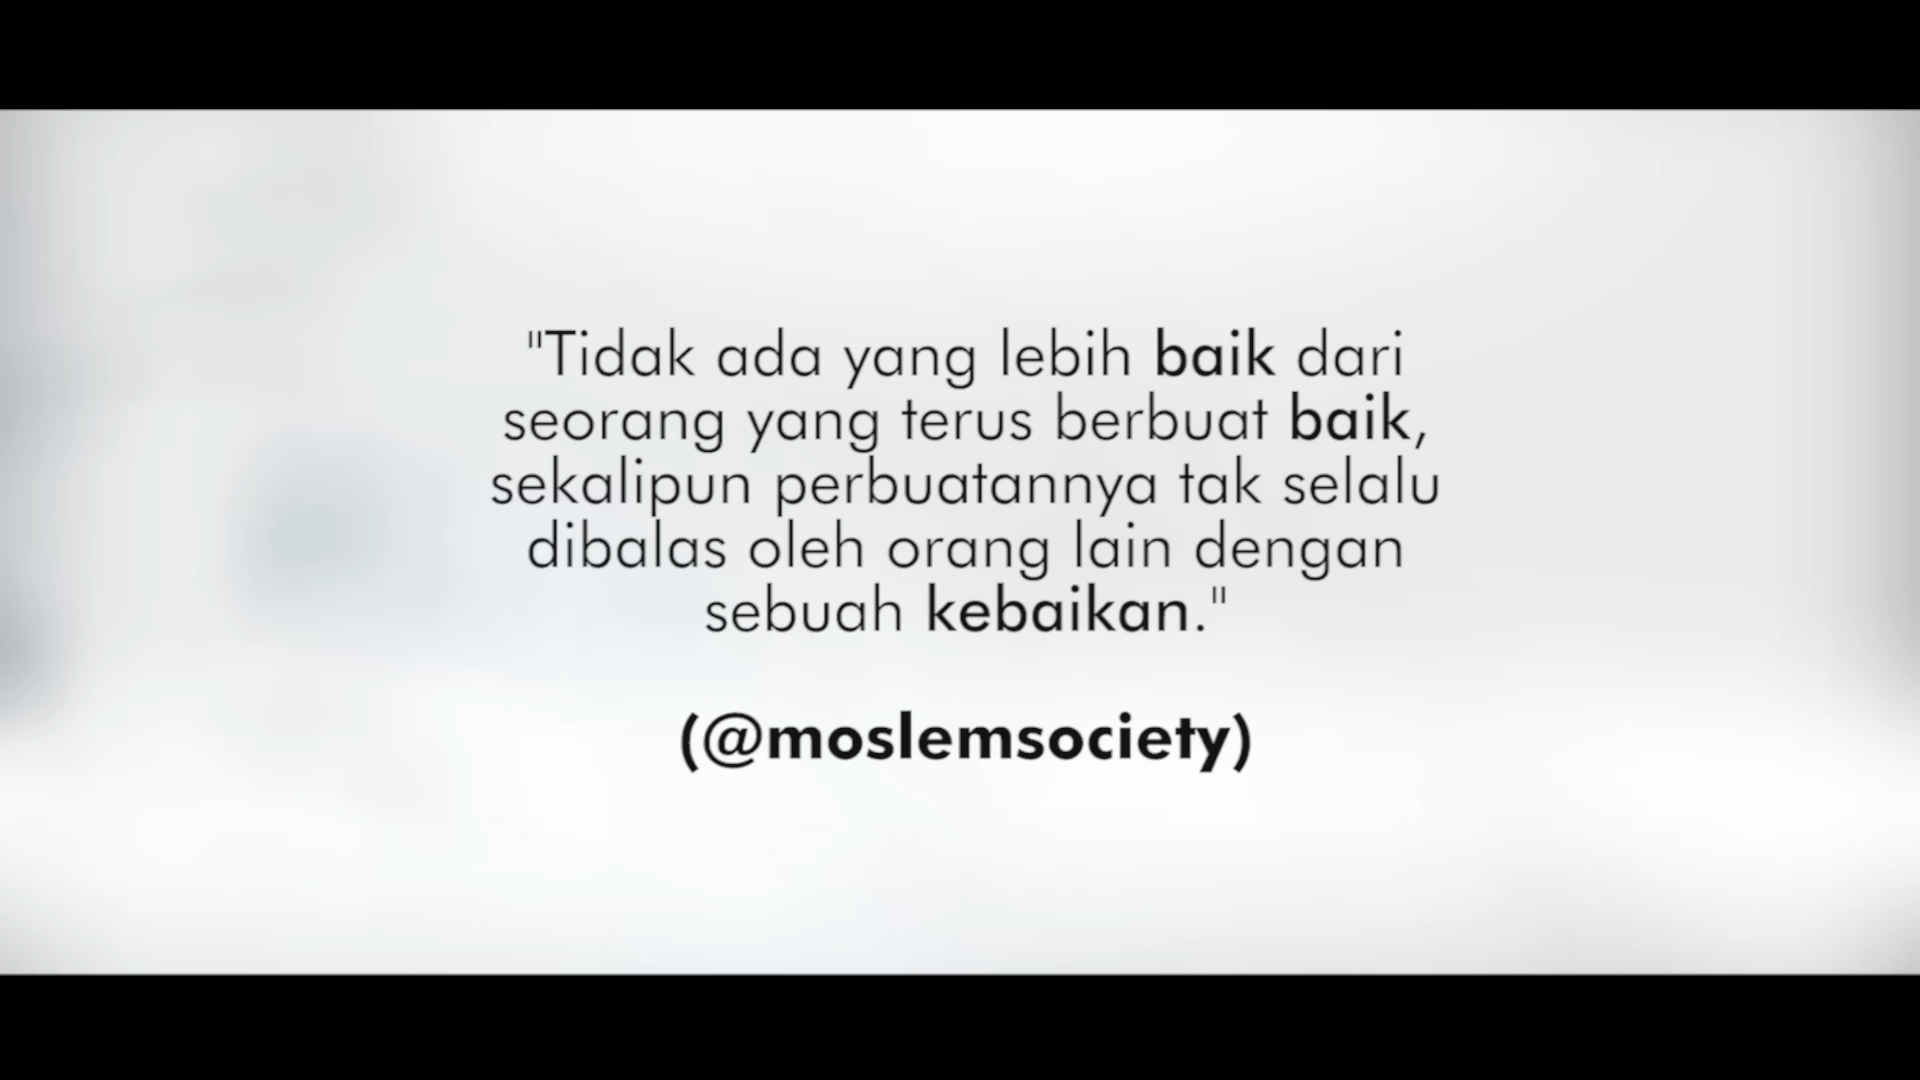 "Tidak ada yang lebih baik dari
seorang yang terus berbuat baik,
sekalipun perbuatannya tak selalu
dibalas oleh orang lain dengan
sebuah kebaikan."
(@moslemsociety)